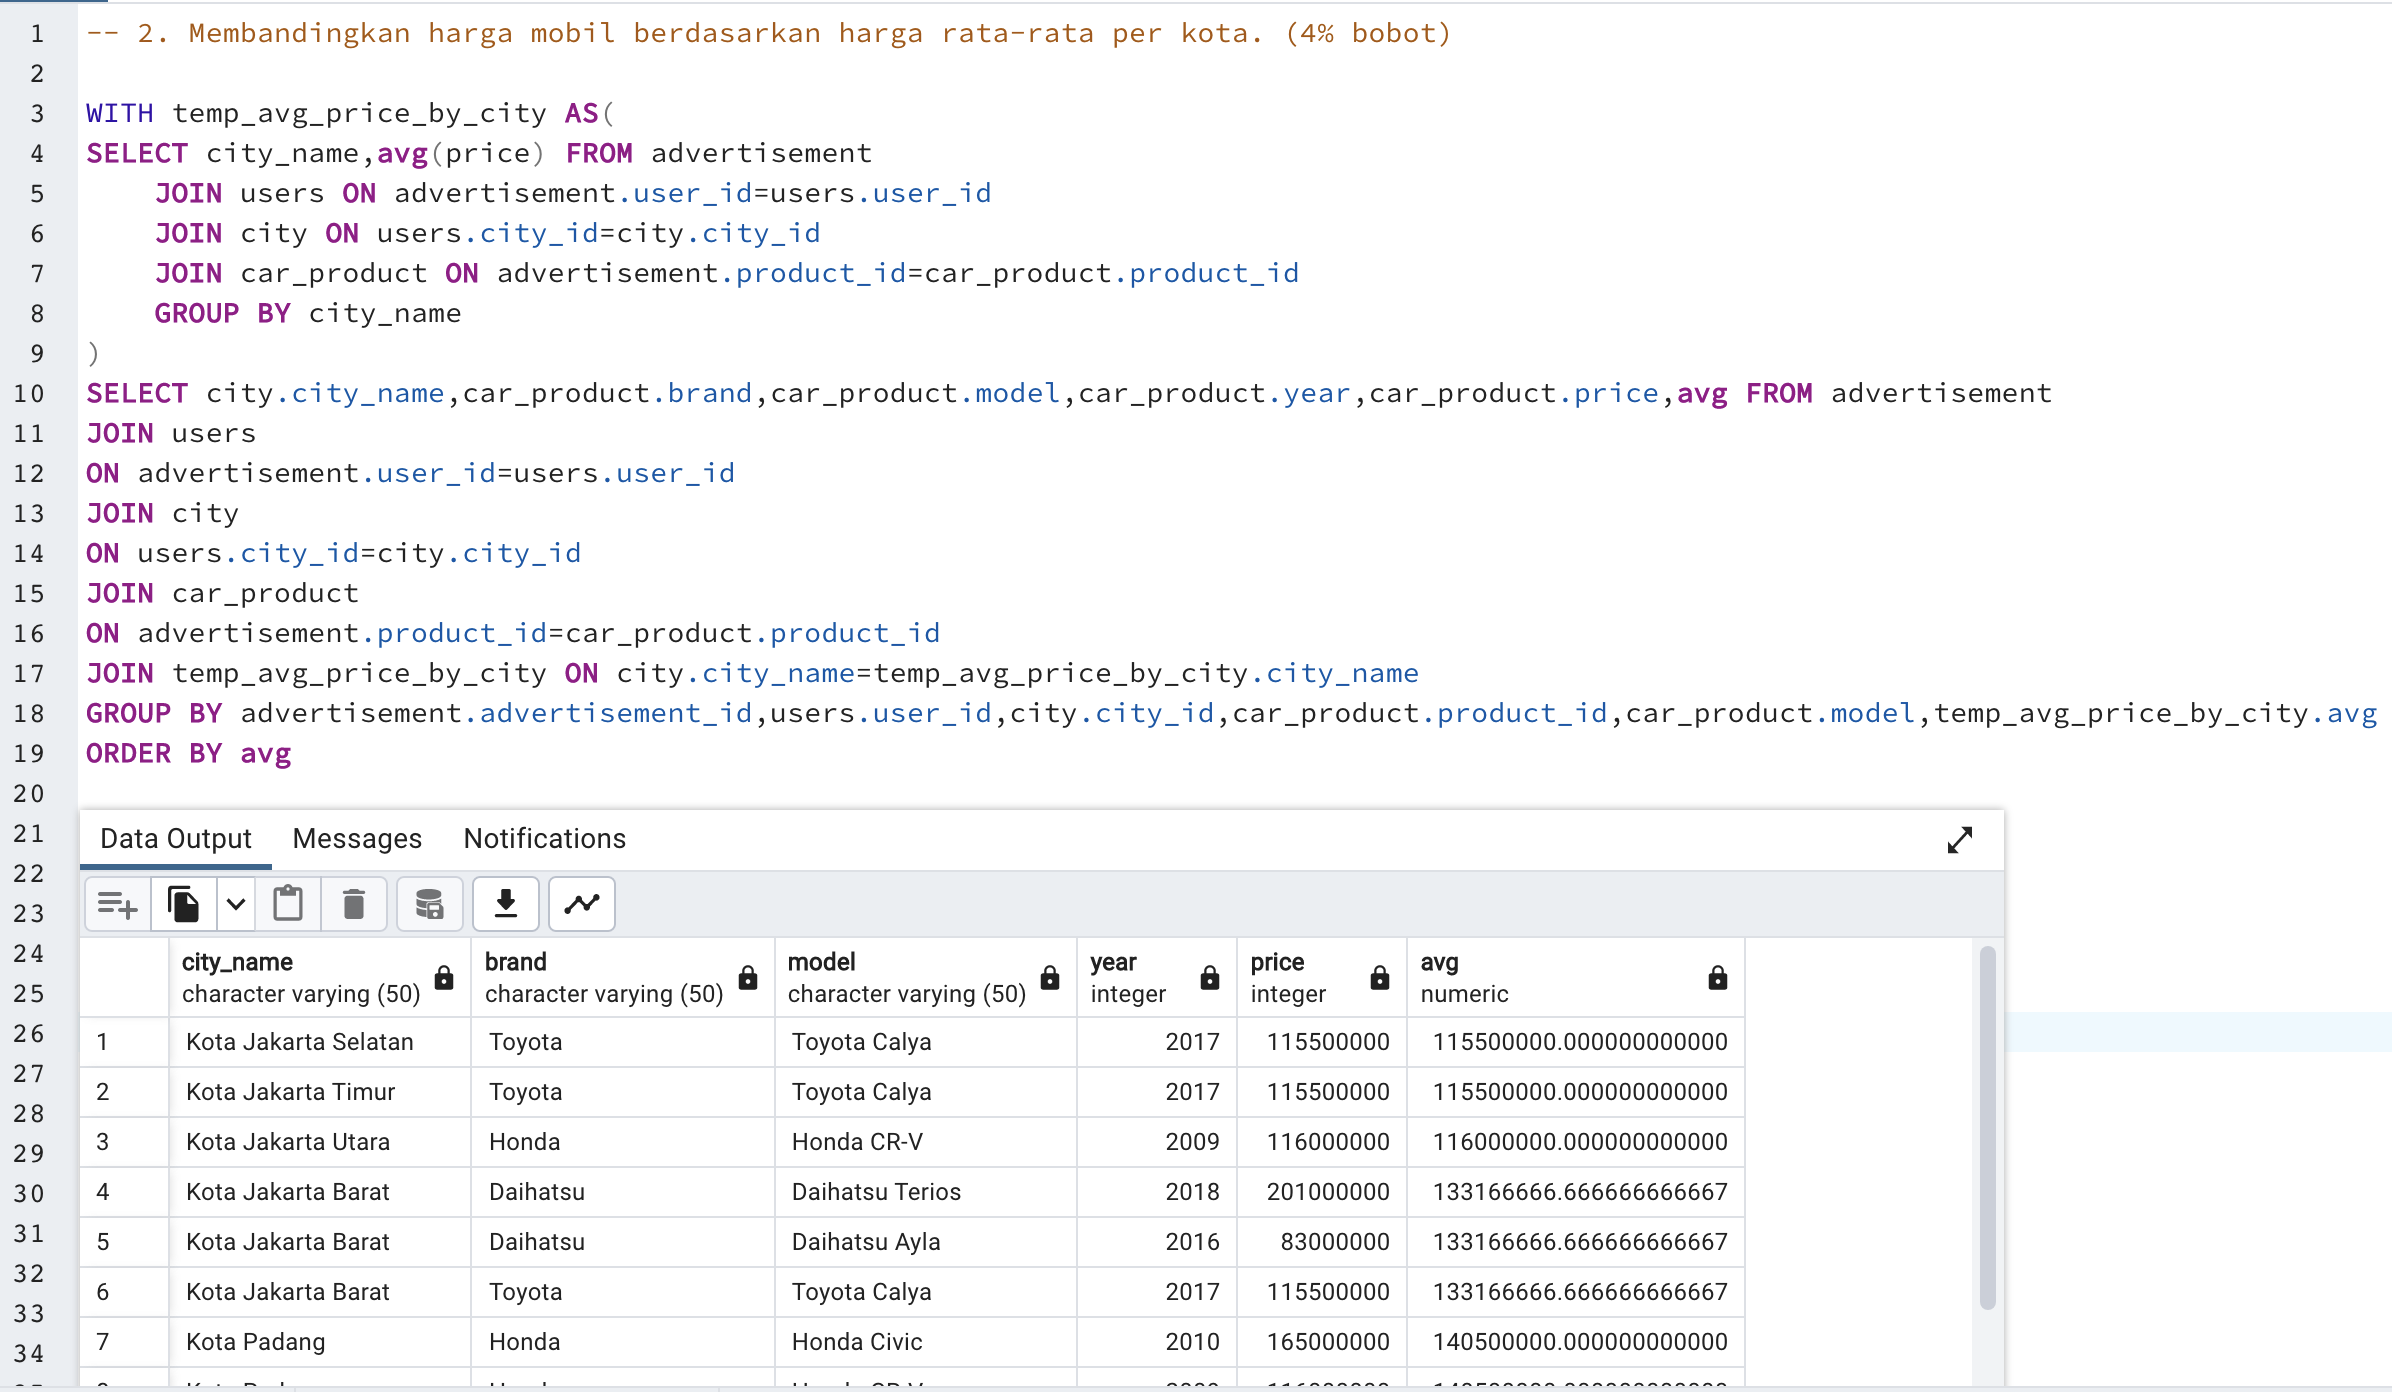 1 -- 2. Membandingkan harga mobil berdasarkan harga rata-rata per kota. (4% bobot)
2
3 WITH temp_avg_price_by_city AS(
4 SELECT city_name,avg(price) FROM advertisement
5     JOIN users ON advertisement.user_id=users.user_id
6     JOIN city ON users.city_id=city.city_id
7     JOIN car_product ON advertisement.product_id=car_product.product_id
8     GROUP BY city_name
9 )
10 SELECT city.city_name,car_product.brand,car_product.model,car_product.year,car_product.price,avg FROM advertisement
11 JOIN users
12 ON advertisement.user_id=users.user_id
13 JOIN city
14 ON users.city_id=city.city_id
15 JOIN car_product
16 ON advertisement.product_id=car_product.product_id
17 JOIN temp_avg_price_by_city ON city.city_name=temp_avg_price_by_city.city_name
18 GROUP BY advertisement.advertisement_id,users.user_id,city.city_id,car_product.product_id,car_product.model,temp_avg_price_by_city.avg
19 ORDER BY avg
20
21
22
23
24
25
26
27
28
29
30
31
32
33
34
Data Output Messages Notifications
city_name brand model year price avg
character varying (50) character varying (50) character varying (50) integer integer numeric
1 Kota Jakarta Selatan Toyota Toyota Calya 2017 115500000 115500000.000000000000
2 Kota Jakarta Timur Toyota Toyota Calya 2017 115500000 115500000.000000000000
3 Kota Jakarta Utara Honda Honda CR-V 2009 116000000 116000000.000000000000
4 Kota Jakarta Barat Daihatsu Daihatsu Terios 2018 201000000 133166666.666666666667
5 Kota Jakarta Barat Daihatsu Daihatsu Ayla 2016 83000000 133166666.666666666667
6 Kota Jakarta Barat Toyota Toyota Calya 2017 115500000 133166666.666666666667
7 Kota Padang Honda Honda Civic 2010 165000000 140500000.000000000000